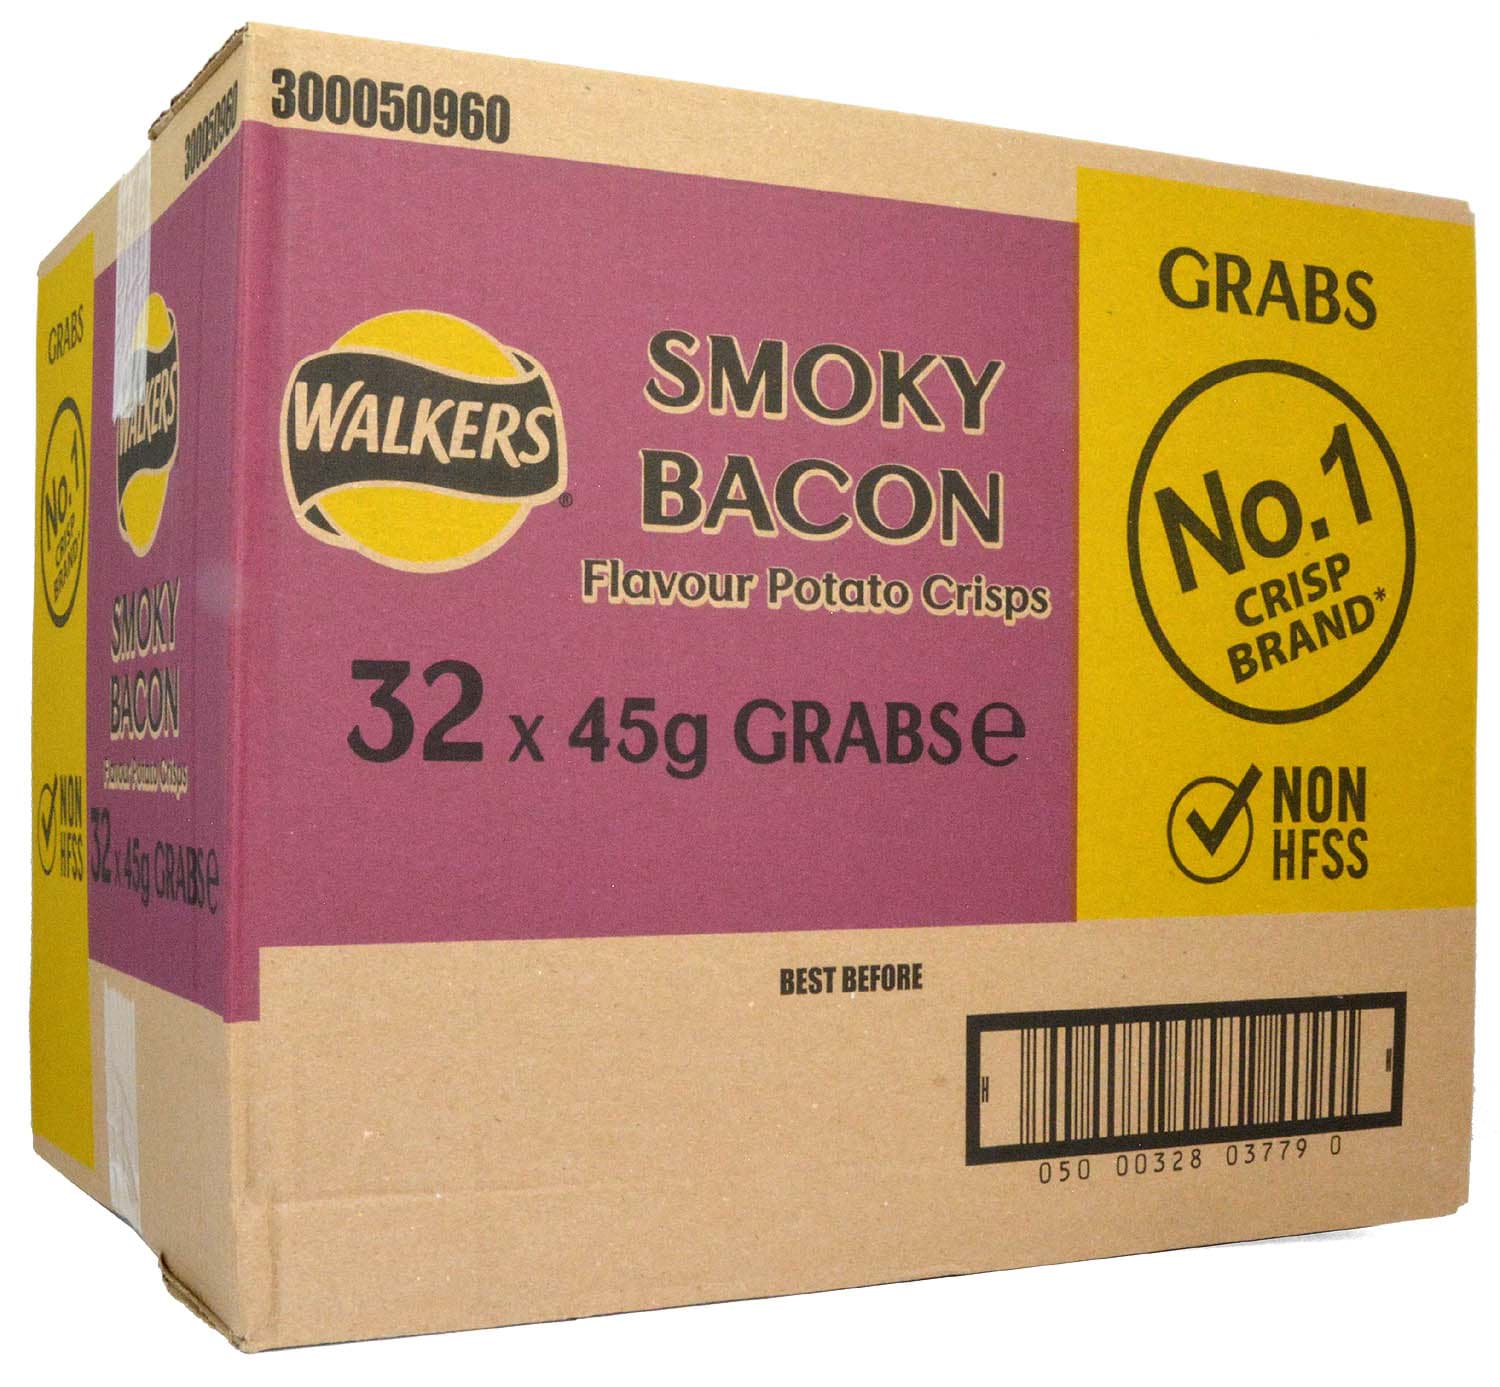 300050960
WALKERS
®
SMOKY
BACON
Flavour Potato Crisps
32 x 45g GRABS℮
GRABS
No.1
CRISP
BRAND*
NON
HFSS
BEST BEFORE
H
H
050 00328 03779 0
300050960
GRABS
No.1
CRISP
BRAND*
NON
HFSS
WALKERS
SMOKY
BACON
Flavour Potato Crisps
32 x 45g GRABS℮